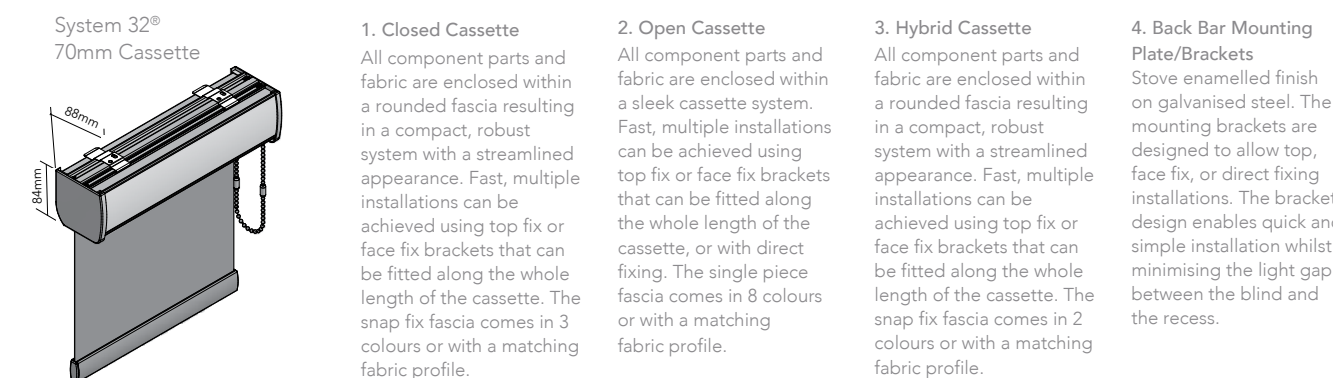 System 32®
70mm Cassette
88mm
84mm
1. Closed Cassette
All component parts and
fabric are enclosed within
a rounded fascia resulting
in a compact, robust
system with a streamlined
appearance. Fast, multiple
installations can be
achieved using top fix or
face fix brackets that can
be fitted along the whole
length of the cassette. The
snap fix fascia comes in 3
colours or with a matching
fabric profile.
2. Open Cassette
All component parts and
fabric are enclosed within
a sleek cassette system.
Fast, multiple installations
can be achieved using
top fix or face fix brackets
that can be fitted along
the whole length of the
cassette, or with direct
fixing. The single piece
fascia comes in 8 colours
or with a matching
fabric profile.
3. Hybrid Cassette
All component parts and
fabric are enclosed within
a rounded fascia resulting
in a compact, robust
system with a streamlined
appearance. Fast, multiple
installations can be
achieved using top fix or
face fix brackets that can
be fitted along the whole
length of the cassette. The
snap fix fascia comes in 2
colours or with a matching
fabric profile.
4. Back Bar Mounting
Plate/Brackets
Stove enamelled finish
on galvanised steel. The
mounting brackets are
designed to allow top,
face fix, or direct fixing
installations. The bracket
design enables quick and
simple installation whilst
minimising the light gap
between the blind and
the recess.